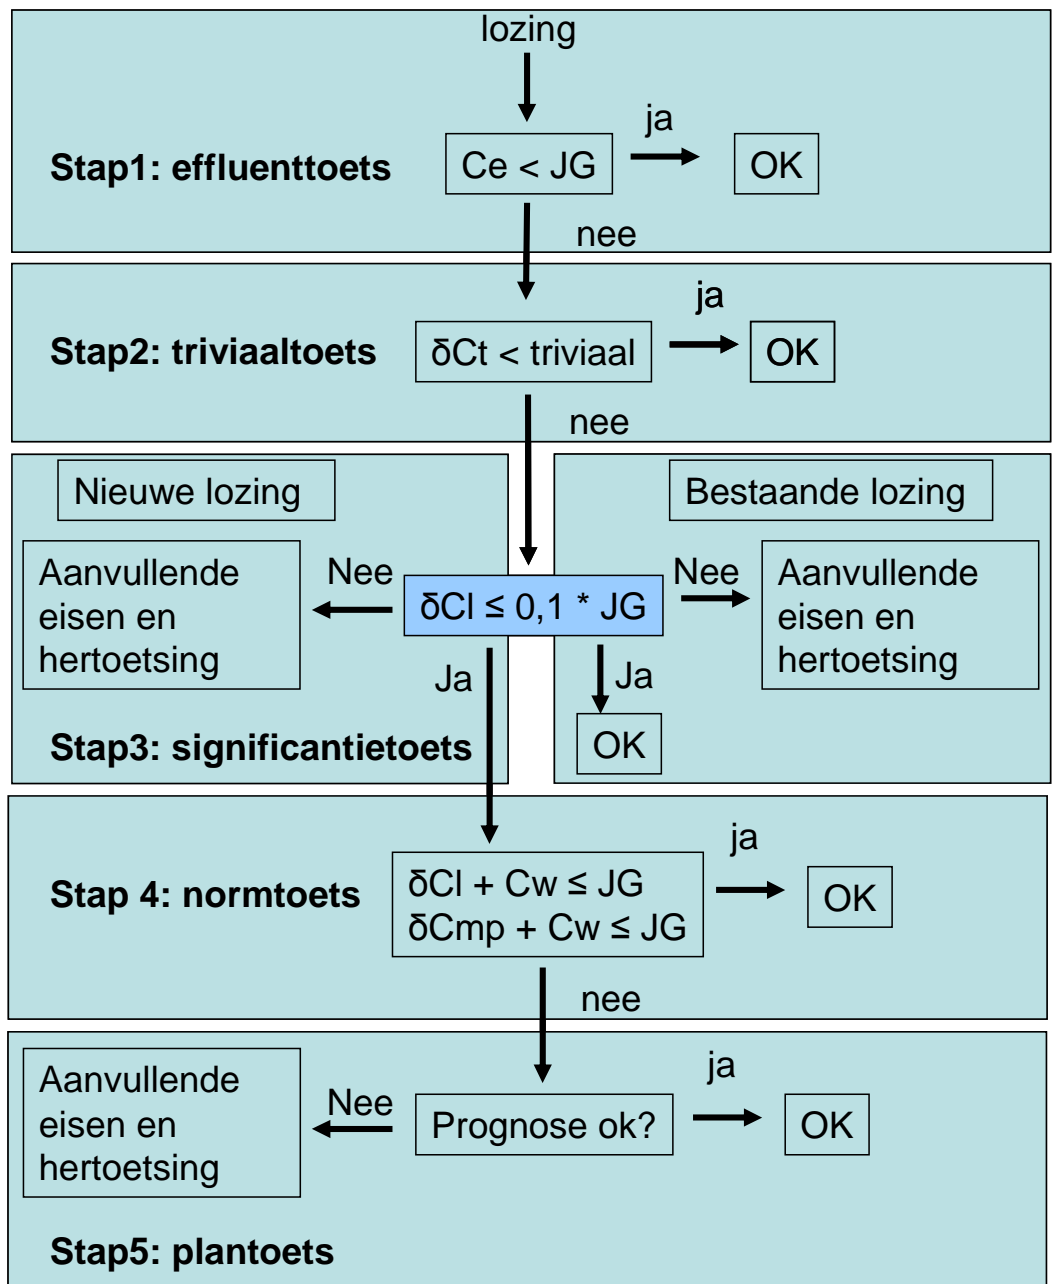 lozing
ja
Stap1: effluenttoets
Ce < JG
OK
nee
ja
Stap2: triviaaltoets
δCt < triviaal
OK
nee
Nieuwe lozing
Bestaande lozing
Aanvullende
eisen en
hertoetsing
Nee
δCl ≤ 0,1 * JG
Nee
Aanvullende
eisen en
hertoetsing
Ja
Ja
Stap3: significantietoets
OK
ja
Stap 4: normtoets
δCl + Cw ≤ JG
δCmp + Cw ≤ JG
OK
nee
Aanvullende
eisen en
hertoetsing
Nee
Prognose ok?
ja
OK
Stap5: plantoets